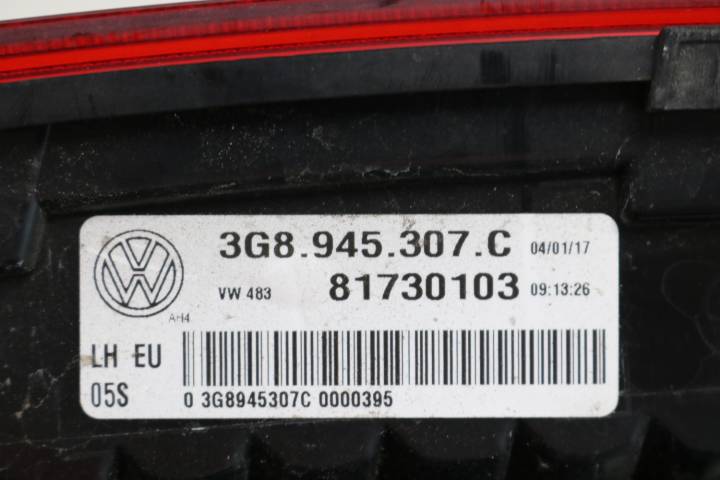 3G8.945.307.C 04/01/17
VW 483 81730103 09:13:26
AH4
LH EU
05S
0 3G8945307C 0000395